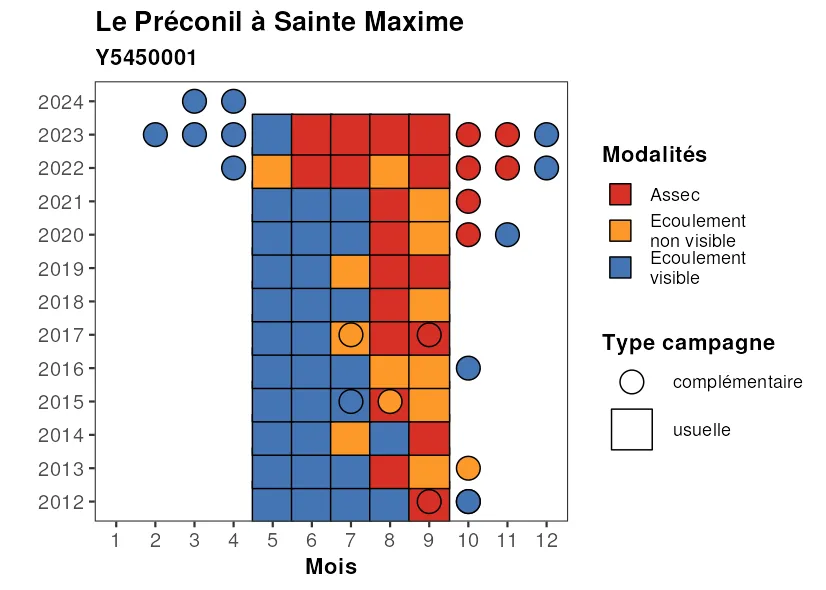 Le Préconil à Sainte Maxime
Y5450001
2024
2023
2022
2021
2020
2019
2018
2017
2016
2015
2014
2013
2012
1 2 3 4 5 6 7 8 9 10 11 12
Mois
Modalités
Assec
Ecoulement
non visible
Ecoulement
visible
Type campagne
complémentaire
usuelle